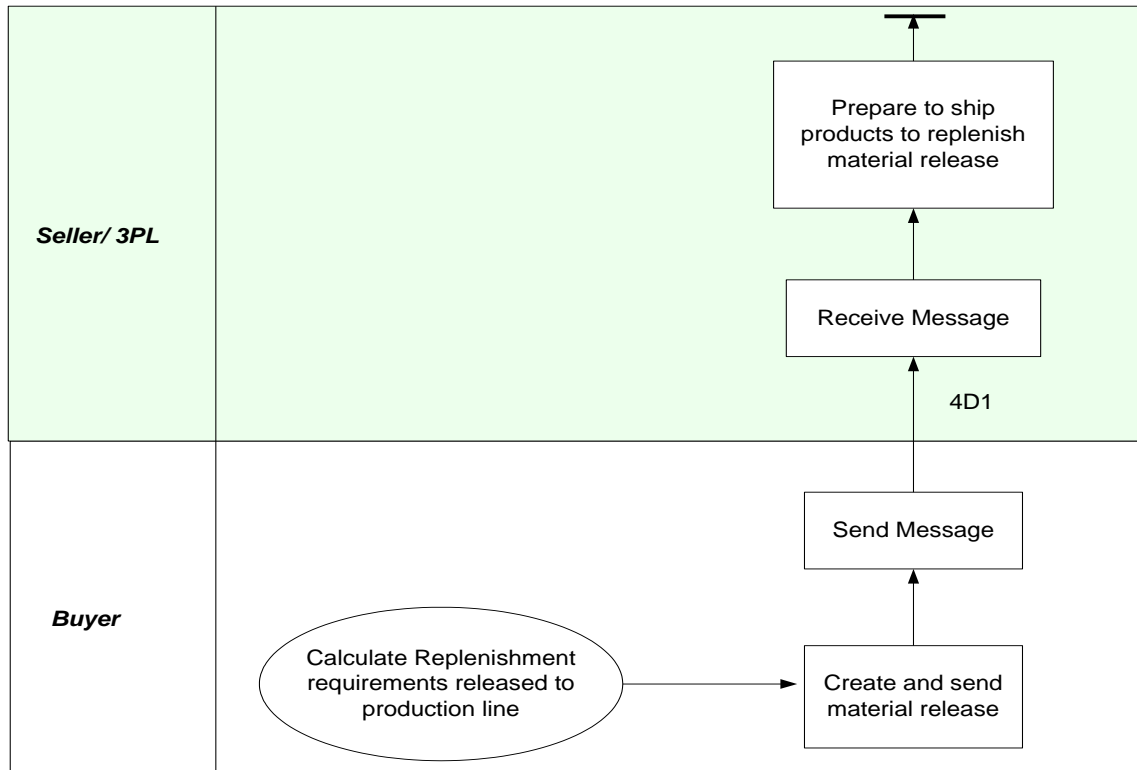 Prepare to ship
products to replenish
material release
Seller/ 3PL
Receive Message
4D1
Send Message
Buyer
Calculate Replenishment
requirements released to
production line
Create and send
material release